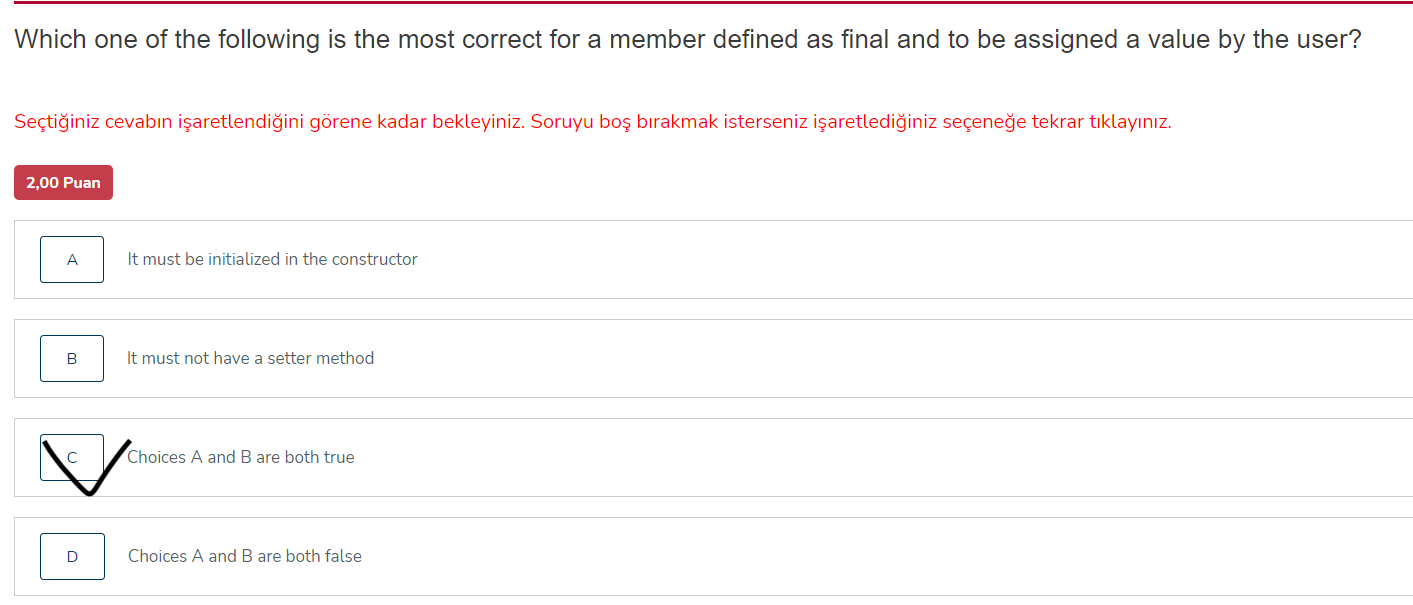 Which one of the following is the most correct for a member defined as final and to be assigned a value by the user?
Seçtiğiniz cevabın işaretlendiğini görene kadar bekleyiniz. Soruyu boş bırakmak isterseniz işaretlediğiniz seçeneğe tekrar tıklayınız.
2,00 Puan
A It must be initialized in the constructor
B It must not have a setter method
C Choices A and B are both true
D Choices A and B are both false